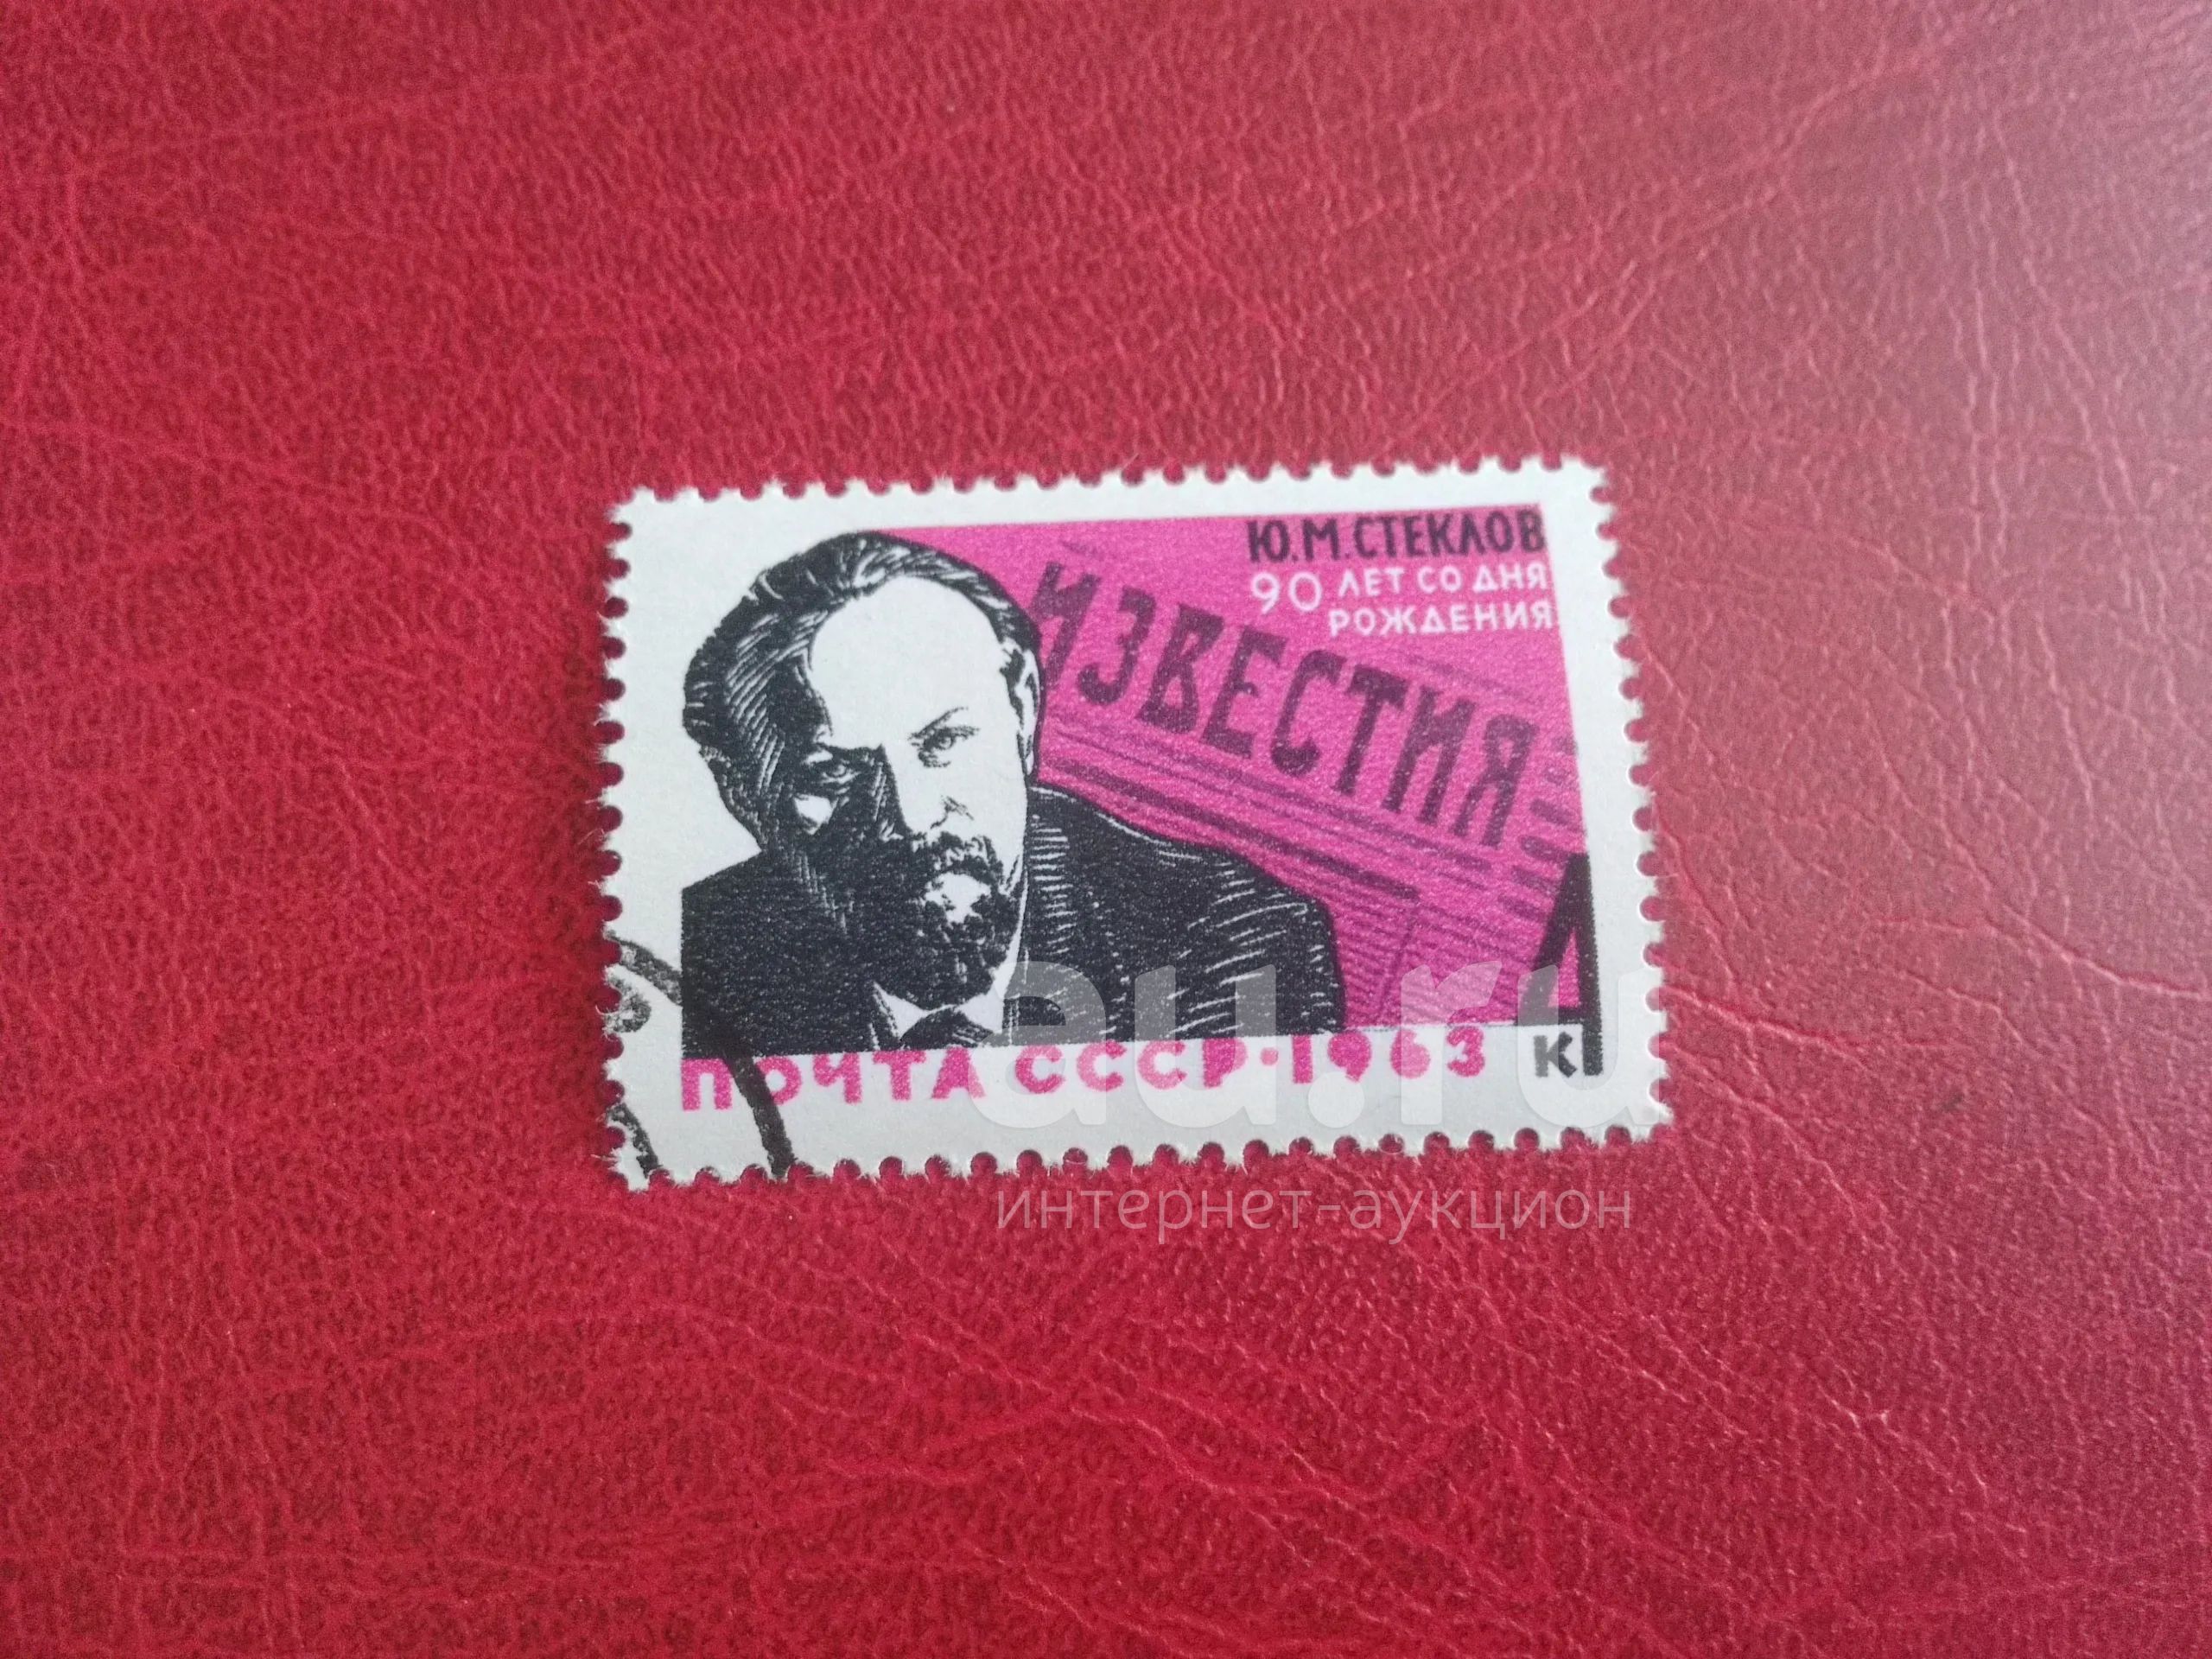 Ю.М.СТЕКЛОВ
90 ЛЕТ СО ДНЯ
РОЖДЕНИЯ
ИЗВЕСТИЯ
4
К
ПОЧТА СССР·1963
au.ru
интернет-аукцион